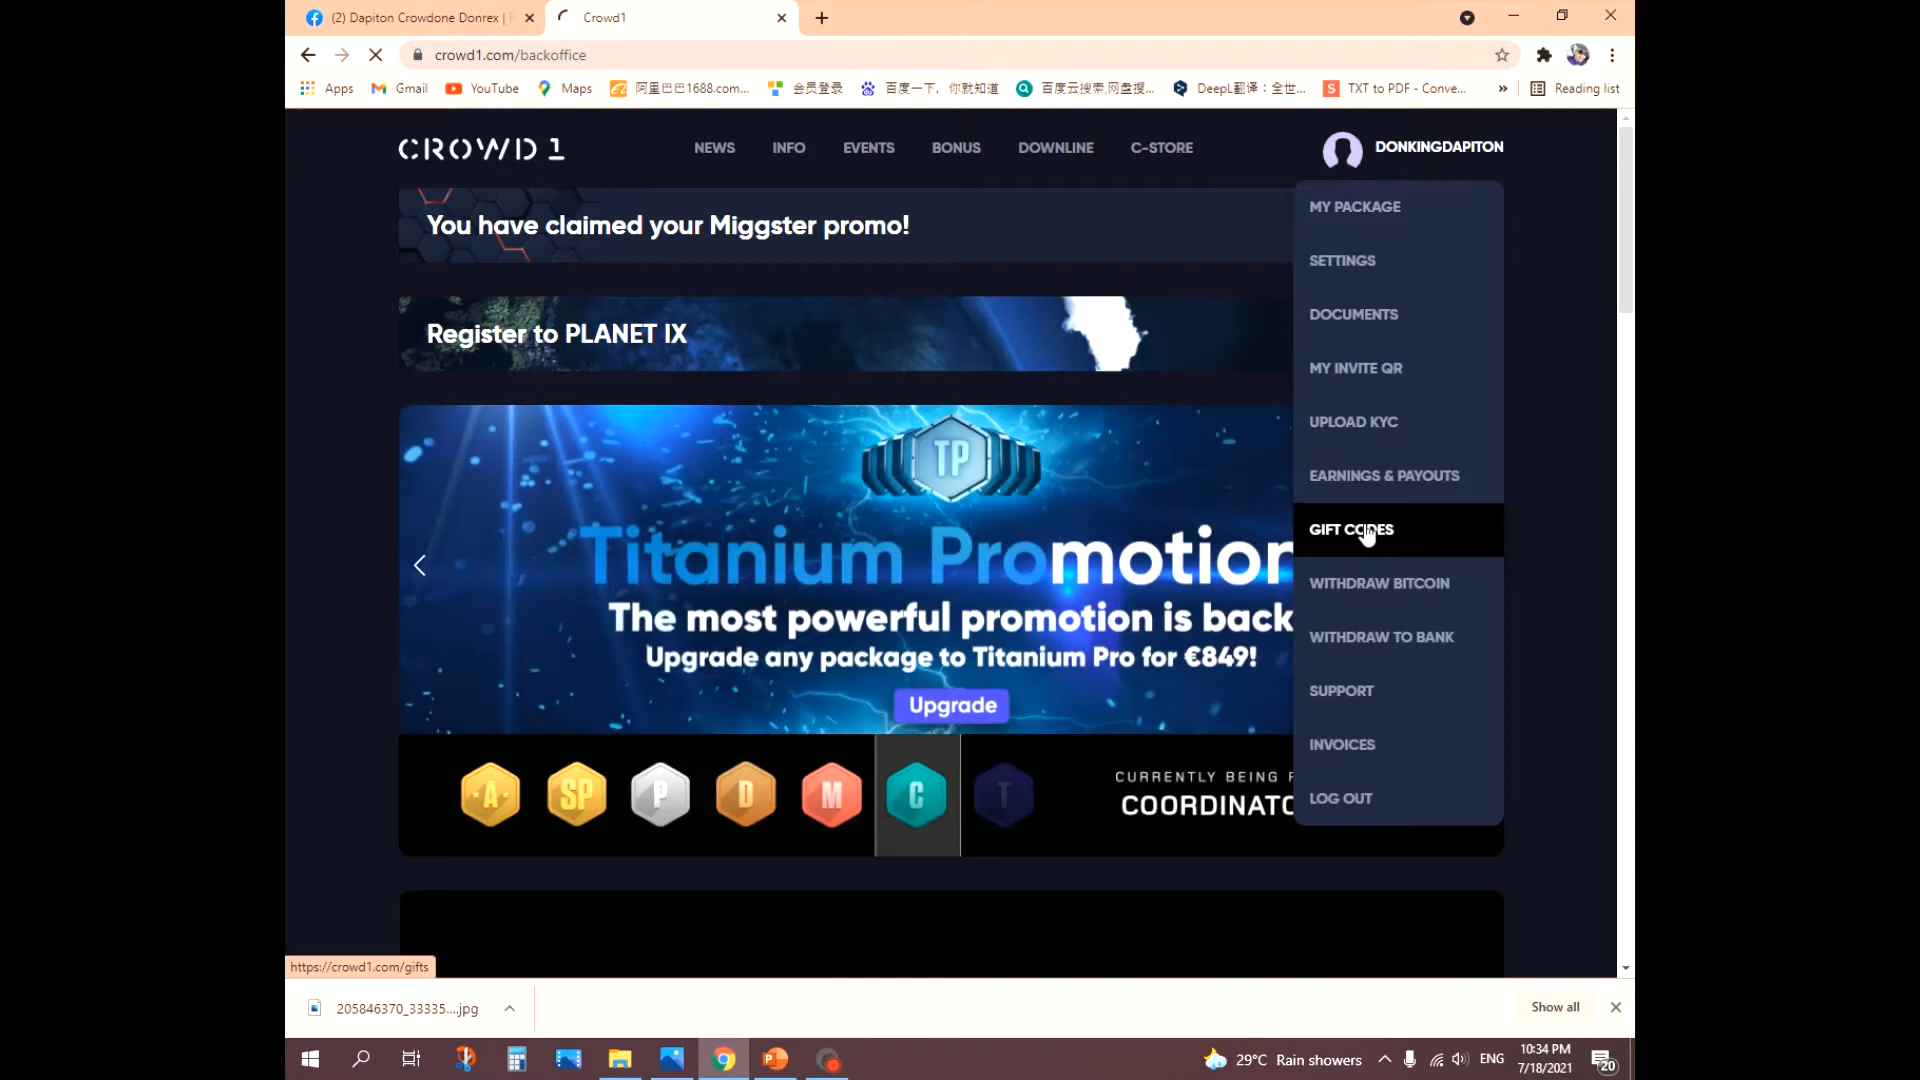 (2) Dapiton Crowdone Donrex |
Crowd1
crowd1.com/backoffice
Apps
Gmail
YouTube
Maps
阿里巴巴1688.com...
会员登录
百度一下，你就知道
百度云搜索,网盘搜...
DeepL翻译：全世...
S
TXT to PDF - Conve...
»
Reading list
CROWD 1
NEWS
INFO
EVENTS
BONUS
DOWNLINE
C-STORE
DONKINGDAPITON
You have claimed your Miggster promo!
Register to PLANET IX
MY PACKAGE
SETTINGS
DOCUMENTS
MY INVITE QR
UPLOAD KYC
EARNINGS & PAYOUTS
GIFT CODES
WITHDRAW BITCOIN
WITHDRAW TO BANK
SUPPORT
INVOICES
LOG OUT
TP
Titanium Promotion
The most powerful promotion is back
Upgrade any package to Titanium Pro for €849!
Upgrade
A
SP
P
D
M
C
T
CURRENTLY BEING
COORDINATO
https://crowd1.com/gifts
205846370_33335....jpg
Show all
29°C Rain showers
ENG
10:34 PM
7/18/2021
20